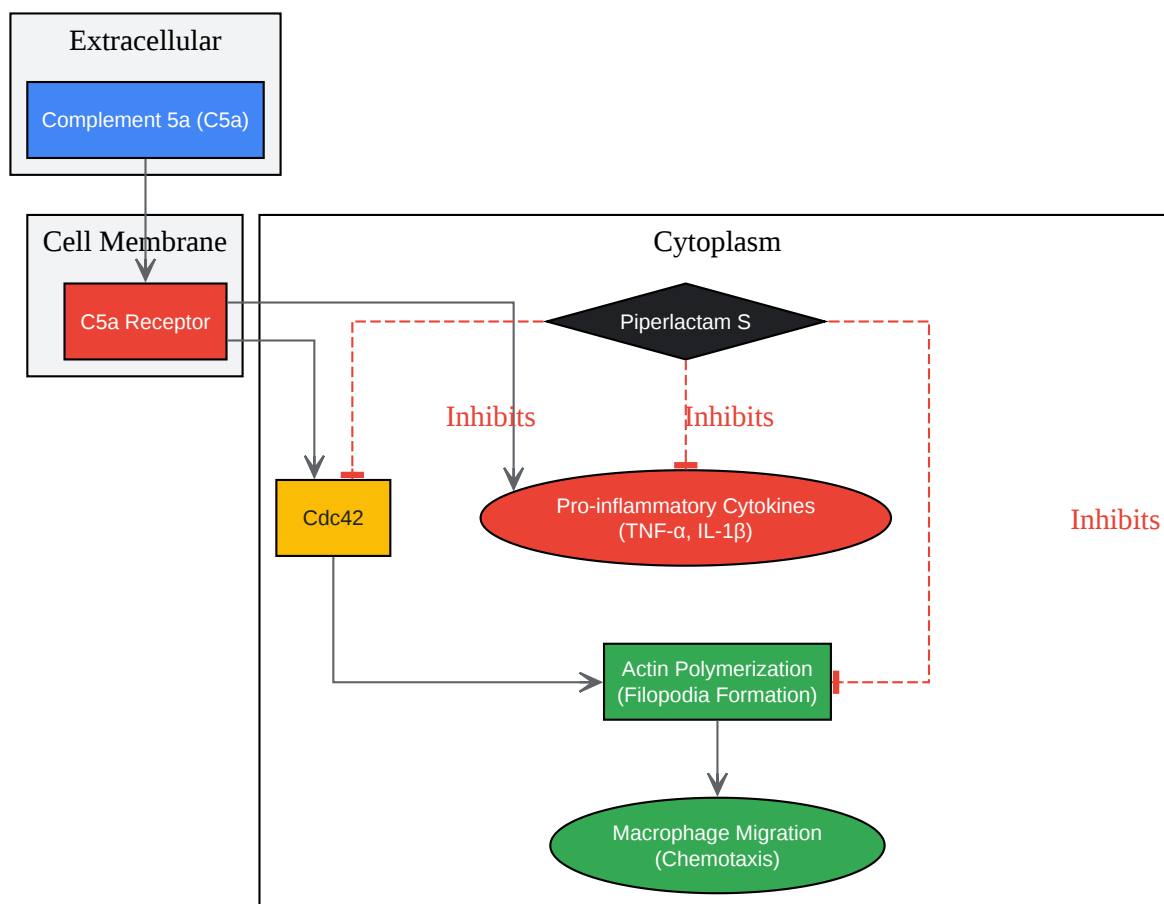 Extracellular
Complement 5a (C5a)
Cell Membrane
C5a Receptor
Cytoplasm
Piperlactam S
Inhibits
Inhibits
Cdc42
Pro-inflammatory Cytokines
(TNF-α, IL-1β)
Inhibits
Actin Polymerization
(Filopodia Formation)
Macrophage Migration
(Chemotaxis)